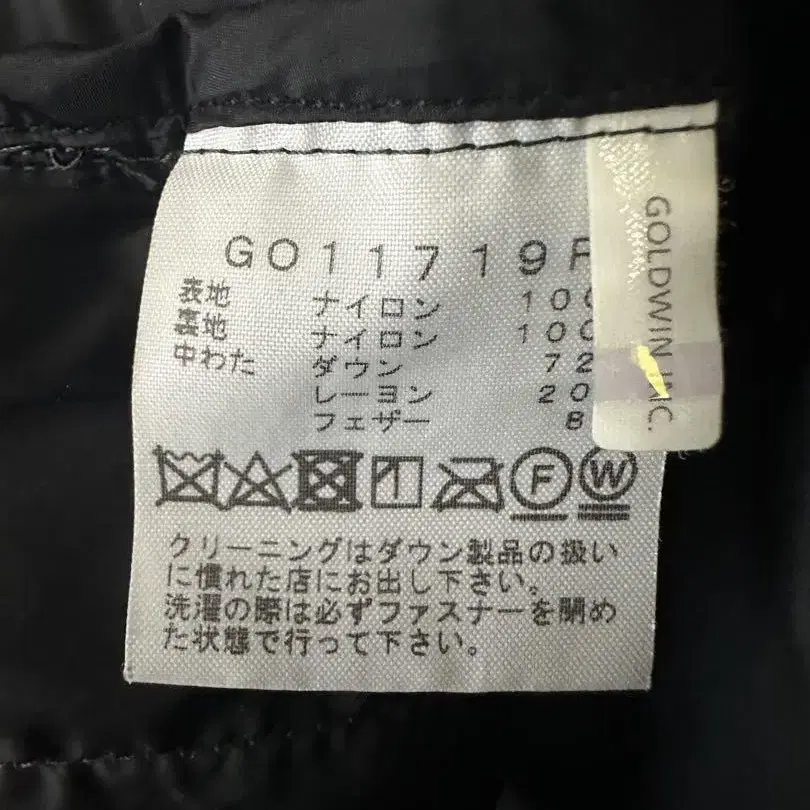 GO11719P
表地 ナイロン 100
裏地 ナイロン 100
中わた ダウン 72
レーヨン 20
フェザー 8
F W
クリーニングはダウン製品の扱い
に慣れた店にお出し下さい。
洗濯の際は必ずファスナーを閉め
た状態で行って下さい。
GOLDWIN INC.